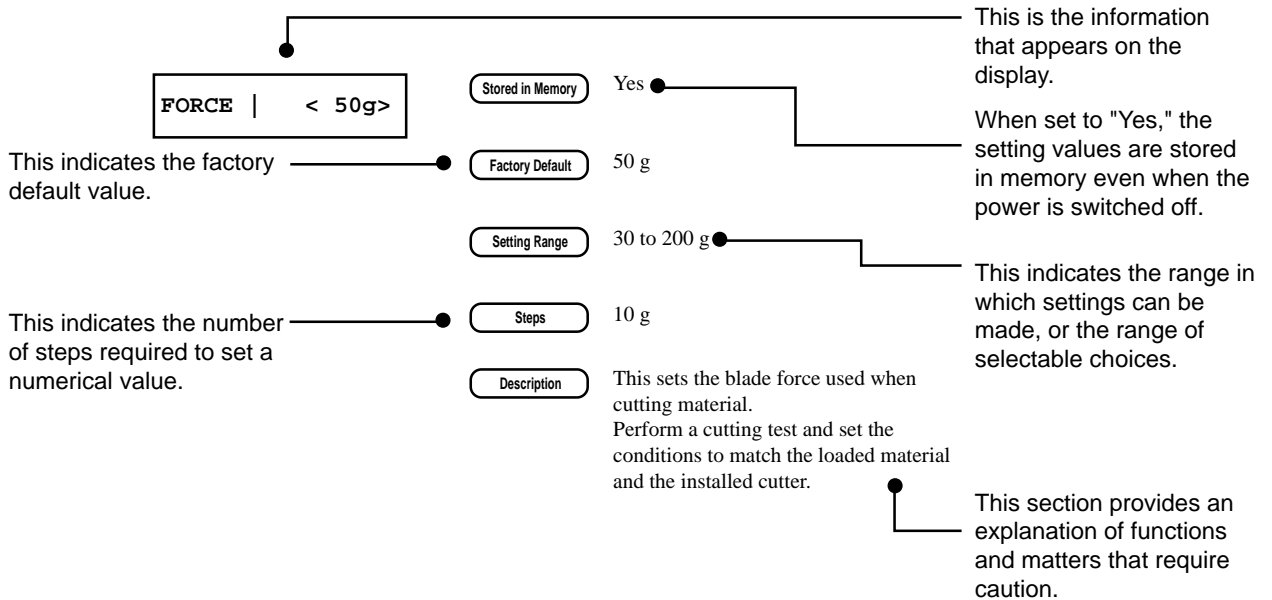 This is the information
that appears on the
display.
FORCE | < 50g>
Stored in Memory Yes
When set to "Yes," the
setting values are stored
in memory even when the
power is switched off.
This indicates the factory
default value.
Factory Default 50 g
Setting Range 30 to 200 g
This indicates the range in
which settings can be
made, or the range of
selectable choices.
This indicates the number
of steps required to set a
numerical value.
Steps 10 g
Description This sets the blade force used when
cutting material.
Perform a cutting test and set the
conditions to match the loaded material
and the installed cutter.
This section provides an
explanation of functions
and matters that require
caution.